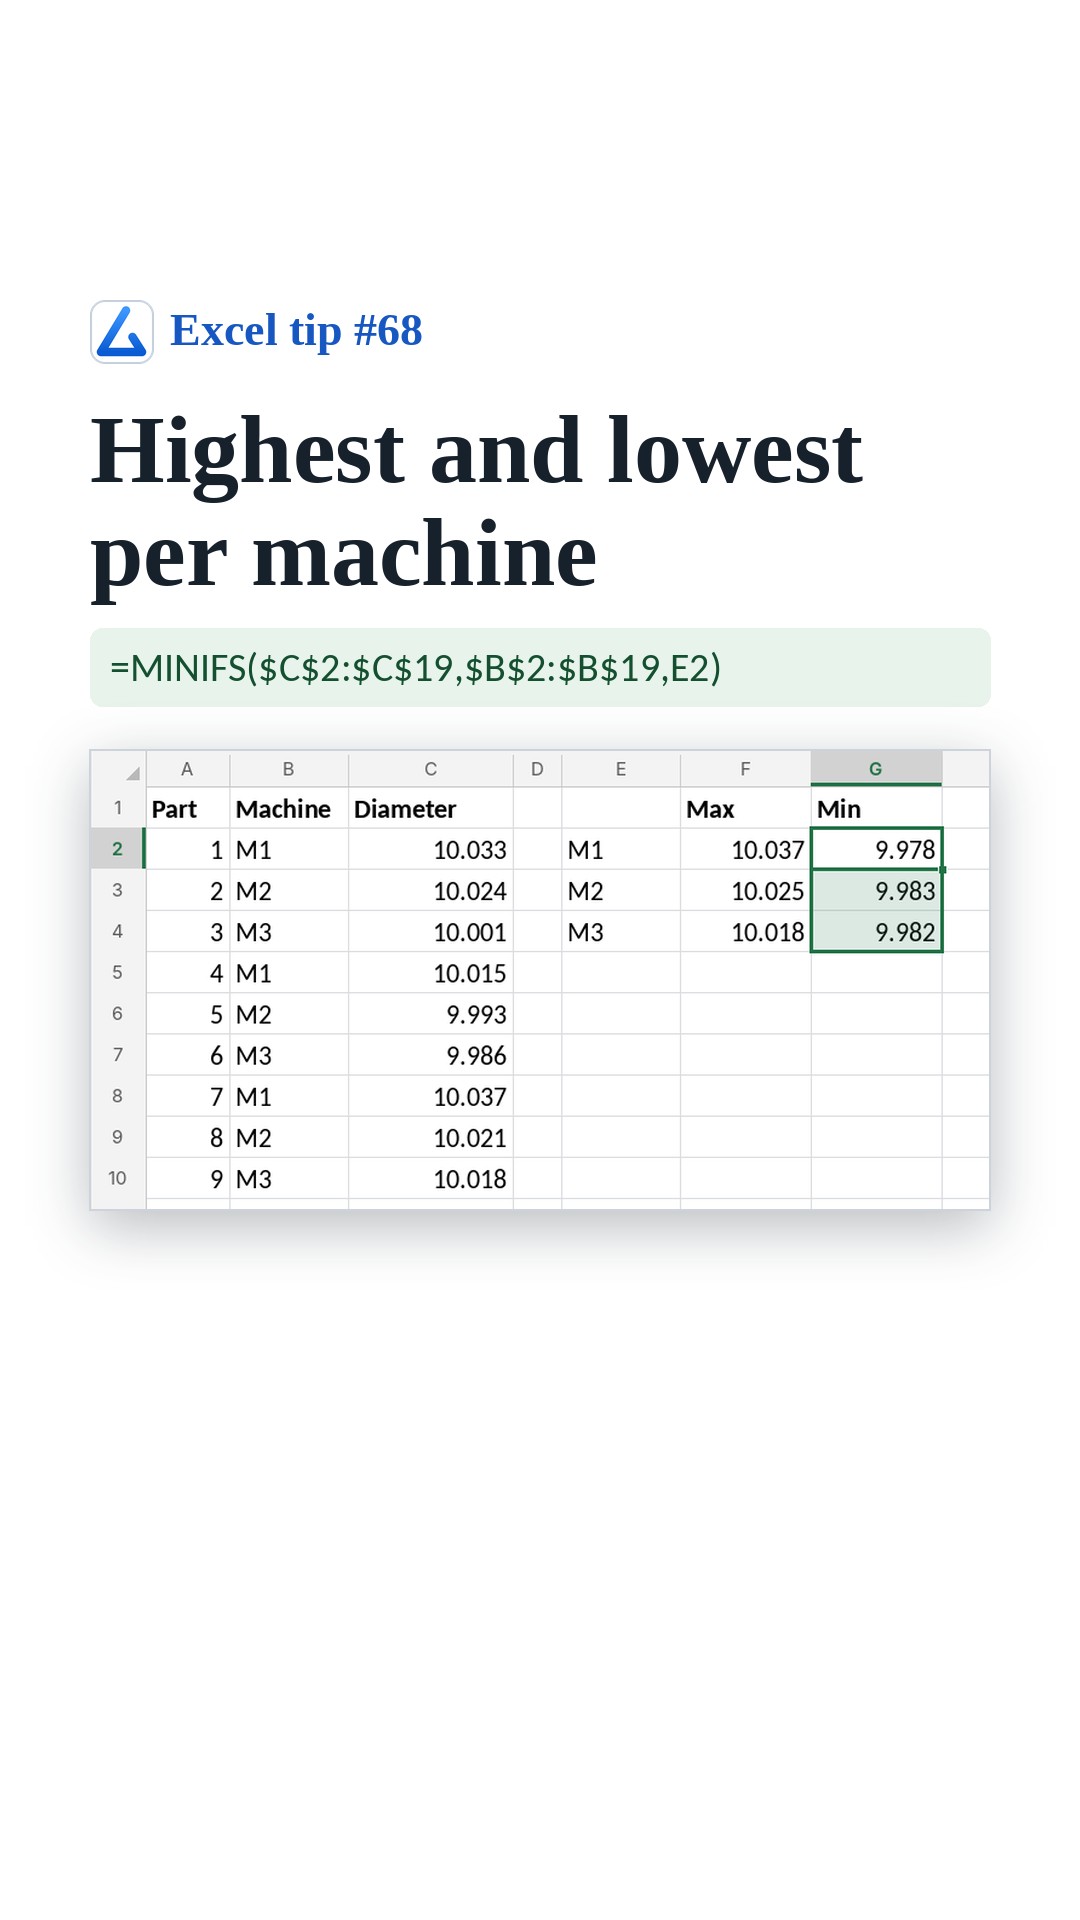 Excel tip #68
Highest and lowest
per machine
=MINIFS($C$2:$C$19,$B$2:$B$19,E2)
A B C D E F G
1 Part Machine Diameter Max Min
2 1 M1 10.033 M1 10.037 9.978
3 2 M2 10.024 M2 10.025 9.983
4 3 M3 10.001 M3 10.018 9.982
5 4 M1 10.015
6 5 M2 9.993
7 6 M3 9.986
8 7 M1 10.037
9 8 M2 10.021
10 9 M3 10.018